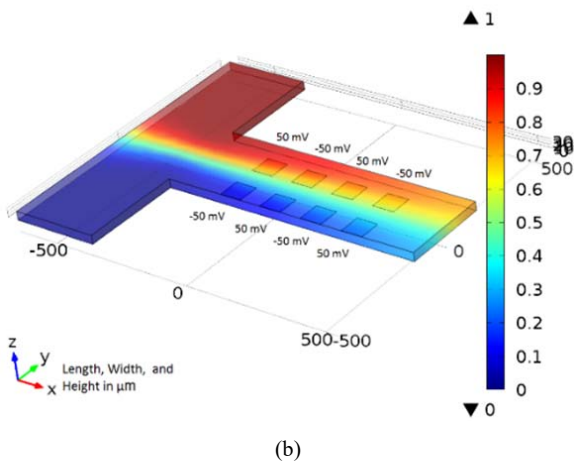 ▲ 1
0.9
0.8
0.7
0.6
0.5
0.4
0.3
0.2
0.1
0
▼ 0
500
0
50 mV
-50 mV
50 mV
-50 mV
-50 mV
50 mV
-50 mV
50 mV
-500
0
500
-500
0
z
y
x
Length, Width, and
Height in μm
(b)